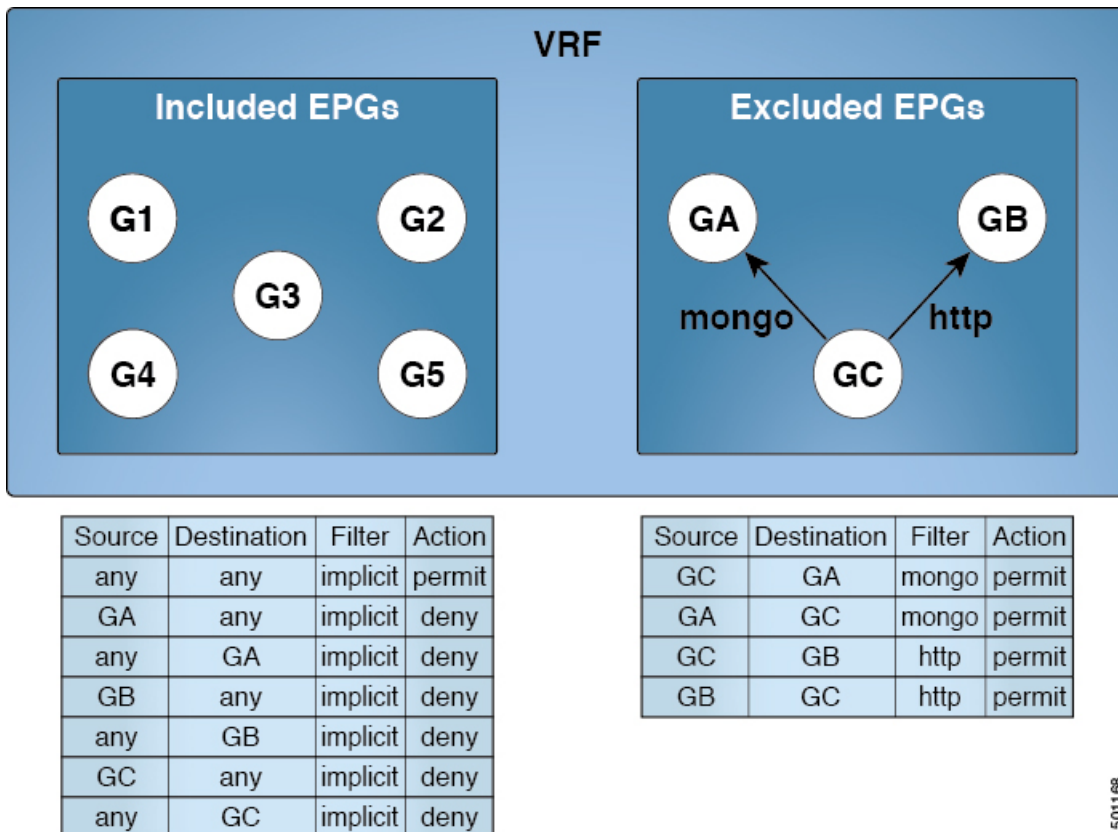 VRF
Included EPGs
G1
G2
G3
G4
G5
Excluded EPGs
GA
GB
mongo
http
GC
Source Destination Filter Action
any any implicit permit
GA any implicit deny
any GA implicit deny
GB any implicit deny
any GB implicit deny
GC any implicit deny
any GC implicit deny
Source Destination Filter Action
GC GA mongo permit
GA GC mongo permit
GC GB http permit
GB GC http permit
501168